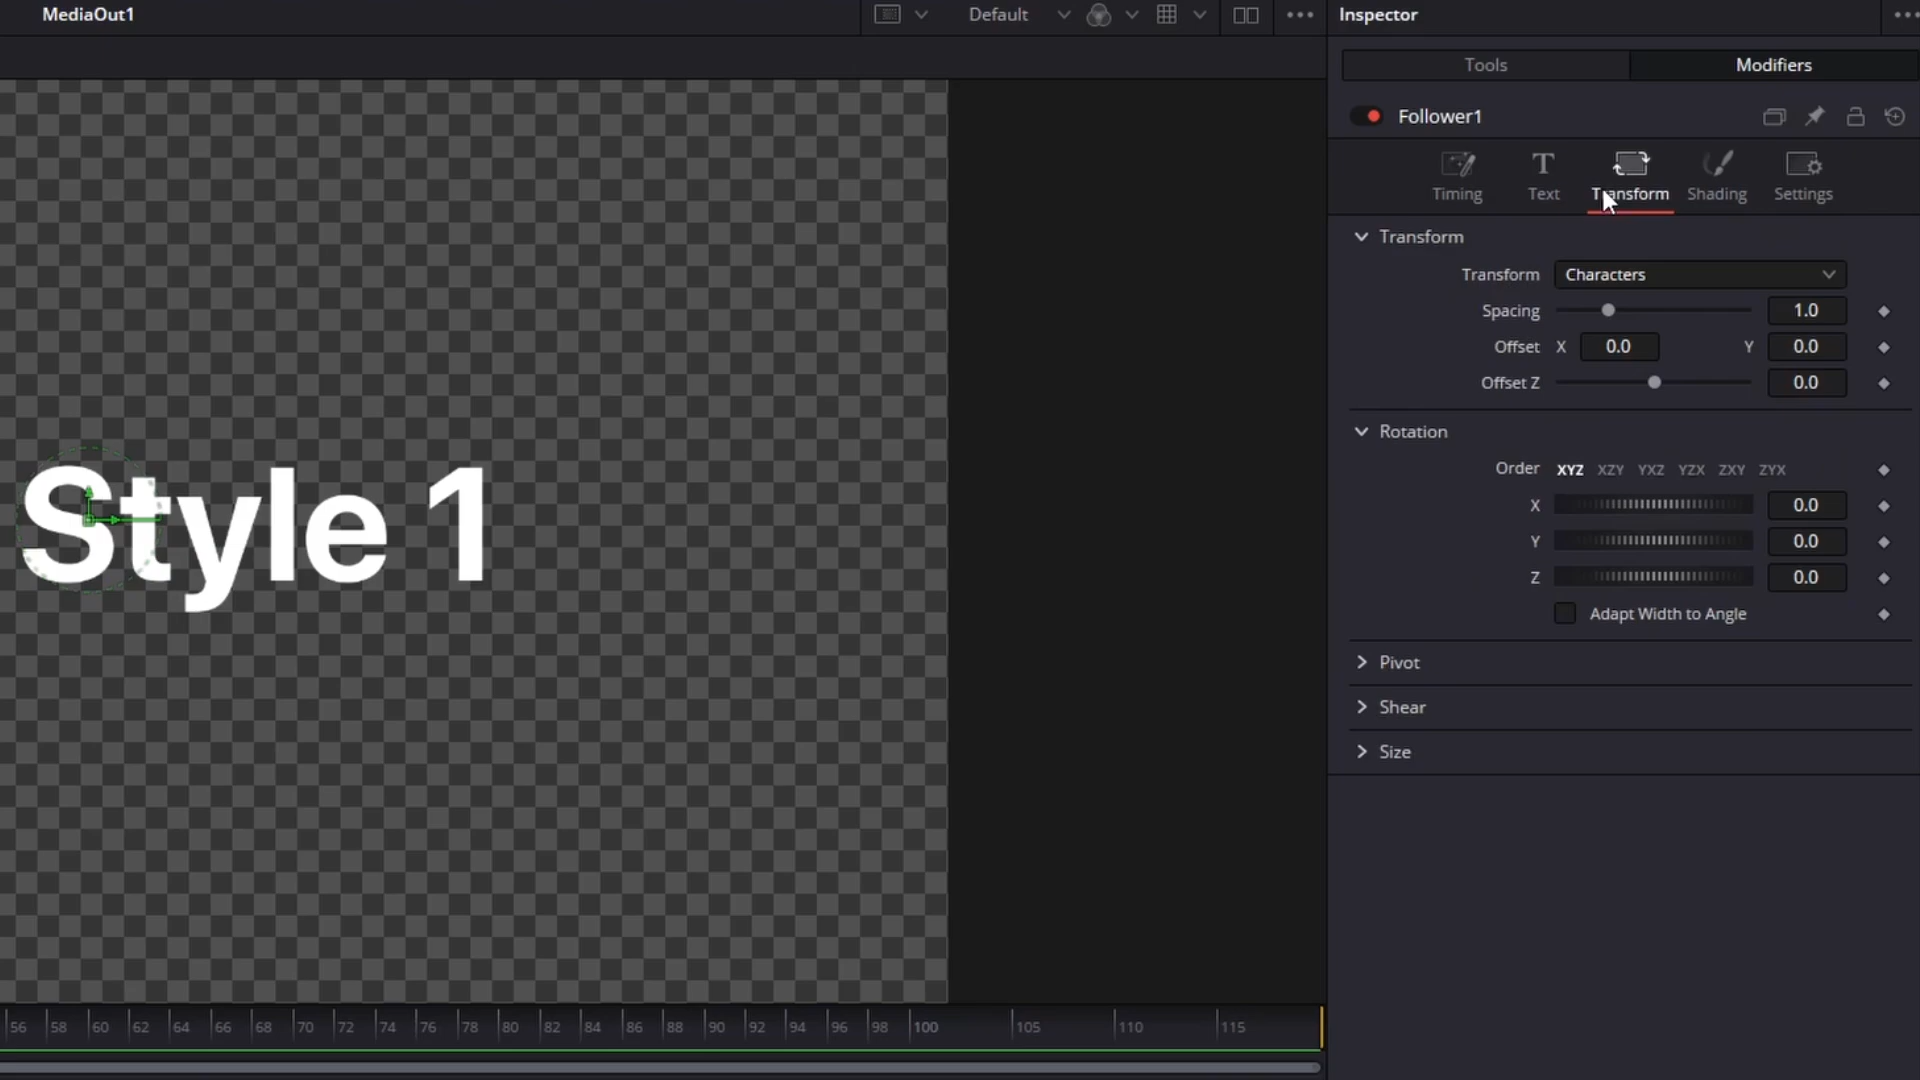 MediaOut1
Default
Inspector
Tools
Modifiers
Follower1
Timing
Text
Transform
Shading
Settings
Transform
Transform Characters
Spacing 1.0
Offset X 0.0 Y 0.0
Offset Z 0.0
Rotation
Order XYZ XZY YXZ YZX ZXY ZYX
X 0.0
Y 0.0
Z 0.0
Adapt Width to Angle
Pivot
Shear
Size
Style 1
56 58 60 62 64 66 68 70 72 74 76 78 80 82 84 86 88 90 92 94 96 98 100 105 110 115